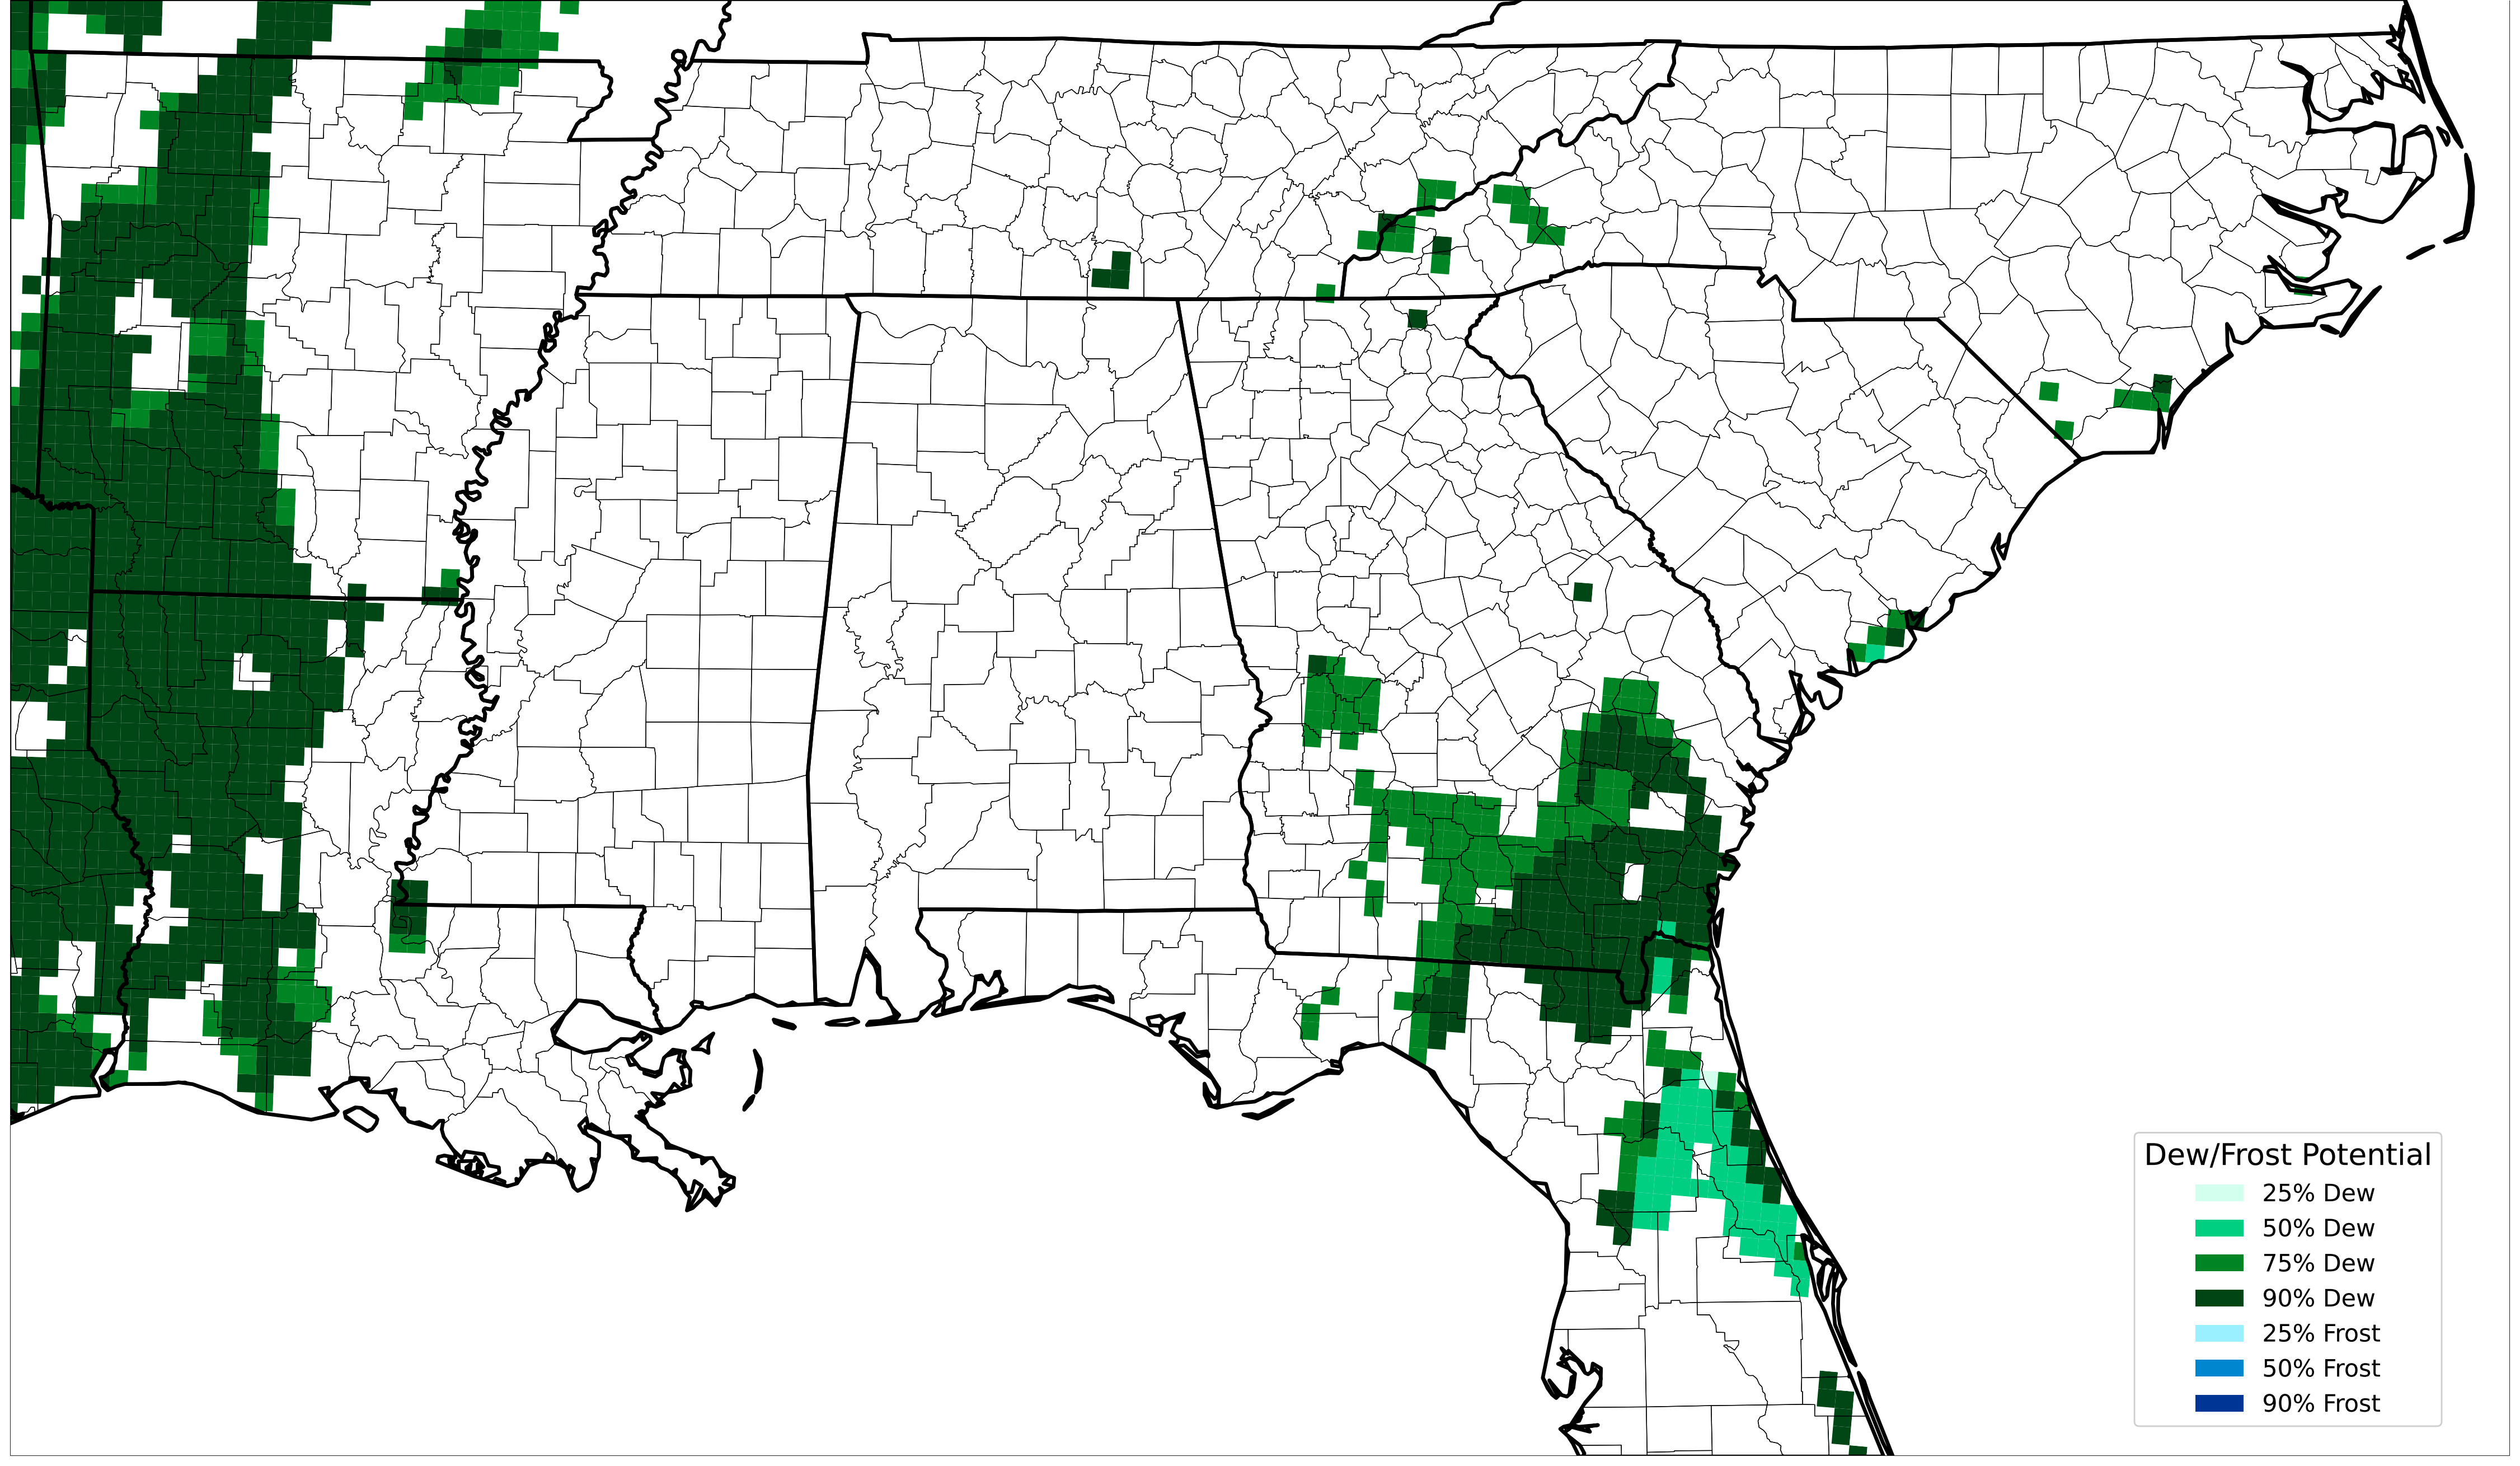 Dew/Frost Potential
25% Dew
50% Dew
75% Dew
90% Dew
25% Frost
50% Frost
90% Frost